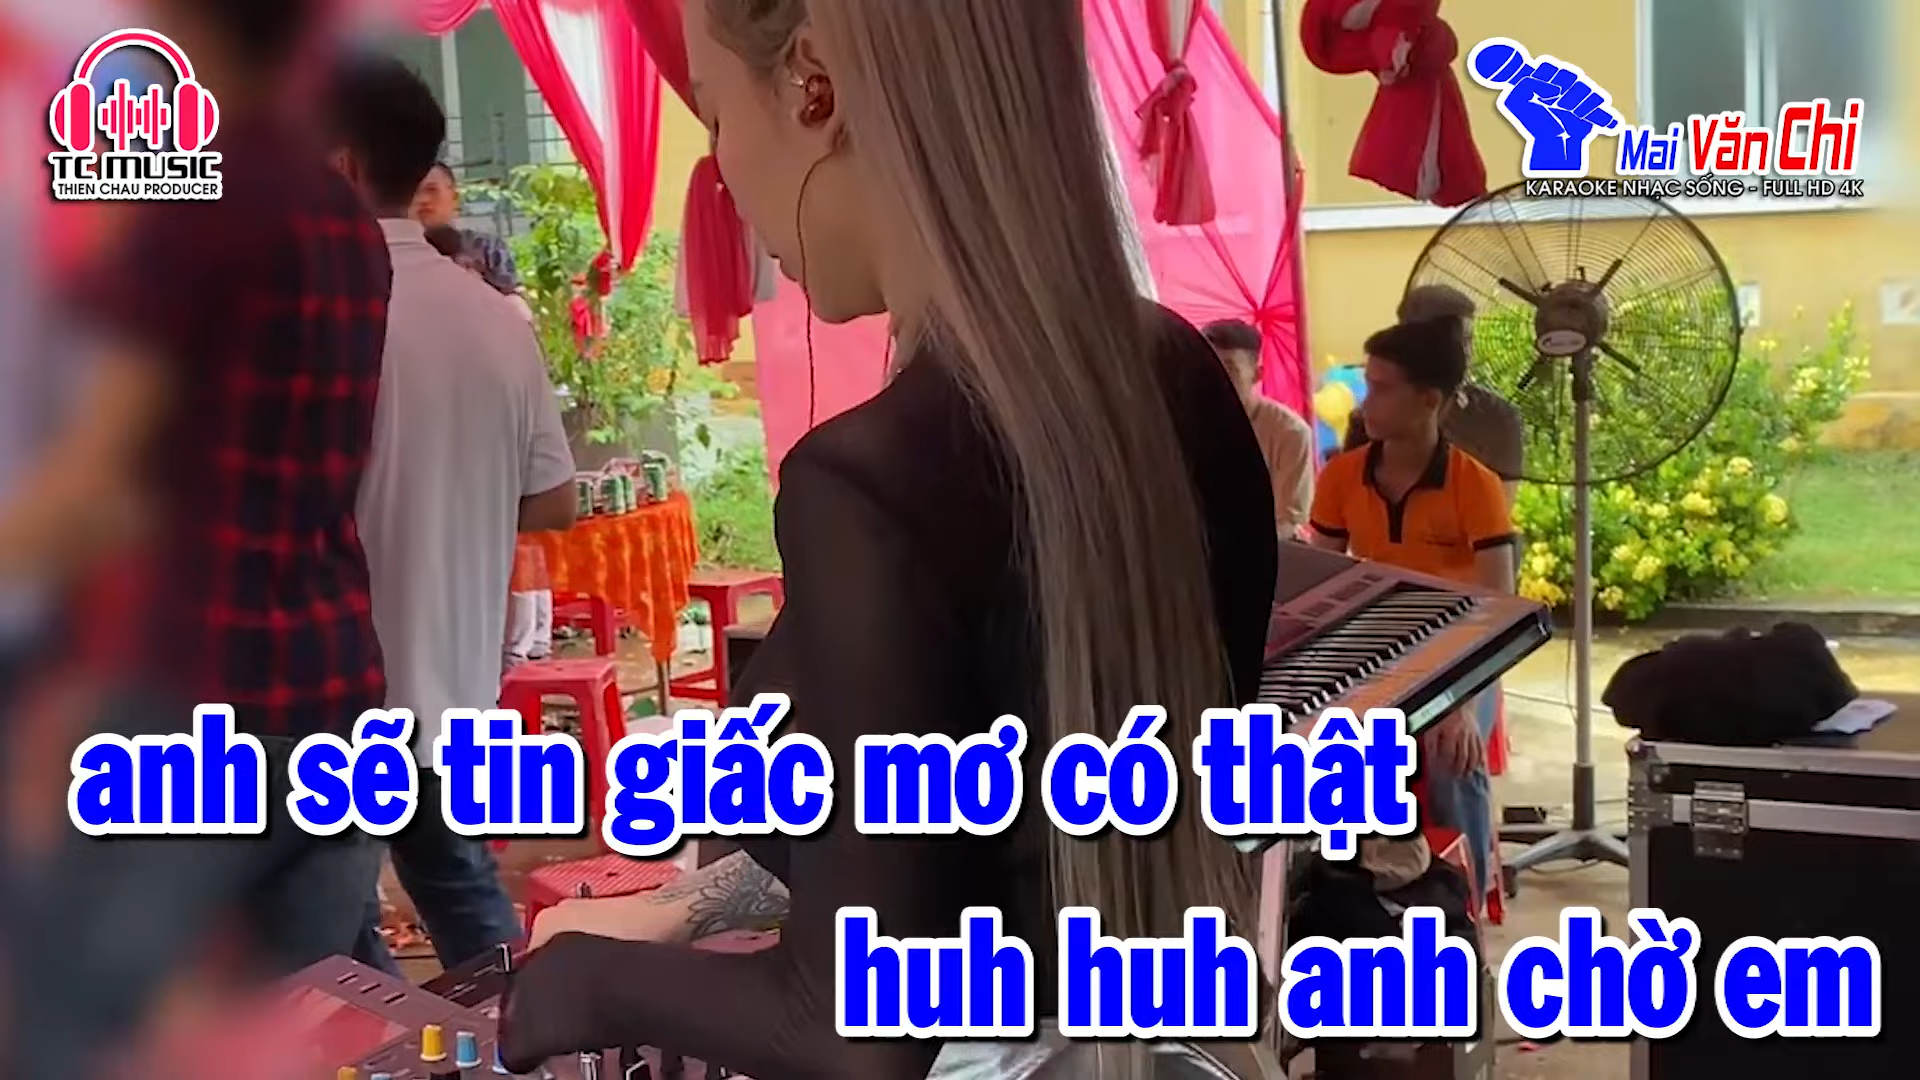 TC MUSIC
THIEN CHAU PRODUCER
Mai Văn Chi
KARAOKE NHẠC SỐNG - FULL HD 4K
anh sẽ tin giấc mơ có thật
huh huh anh chờ em